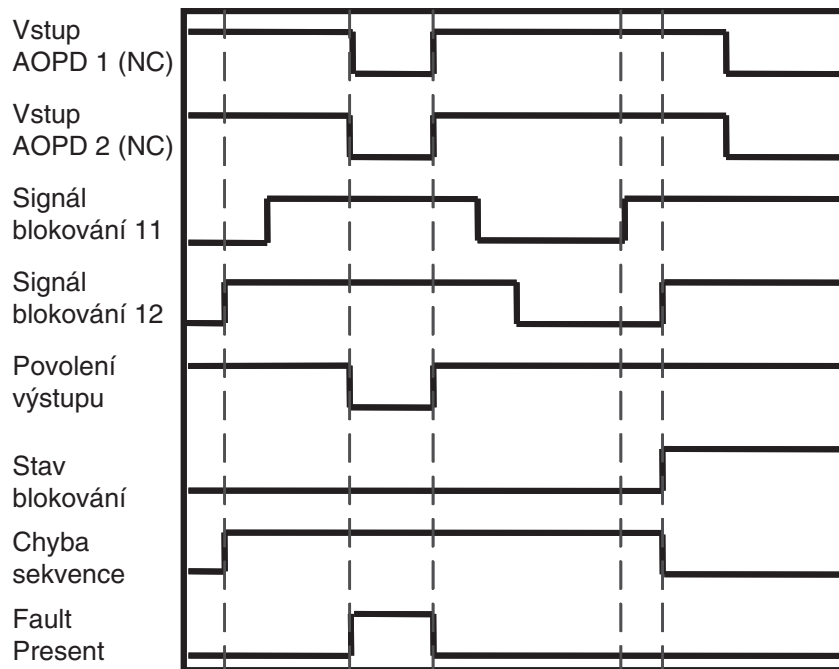 Vstup
AOPD 1 (NC)
Vstup
AOPD 2 (NC)
Signál
blokování 11
Signál
blokování 12
Povolení
výstupu
Stav
blokování
Chyba
sekvence
Fault
Present